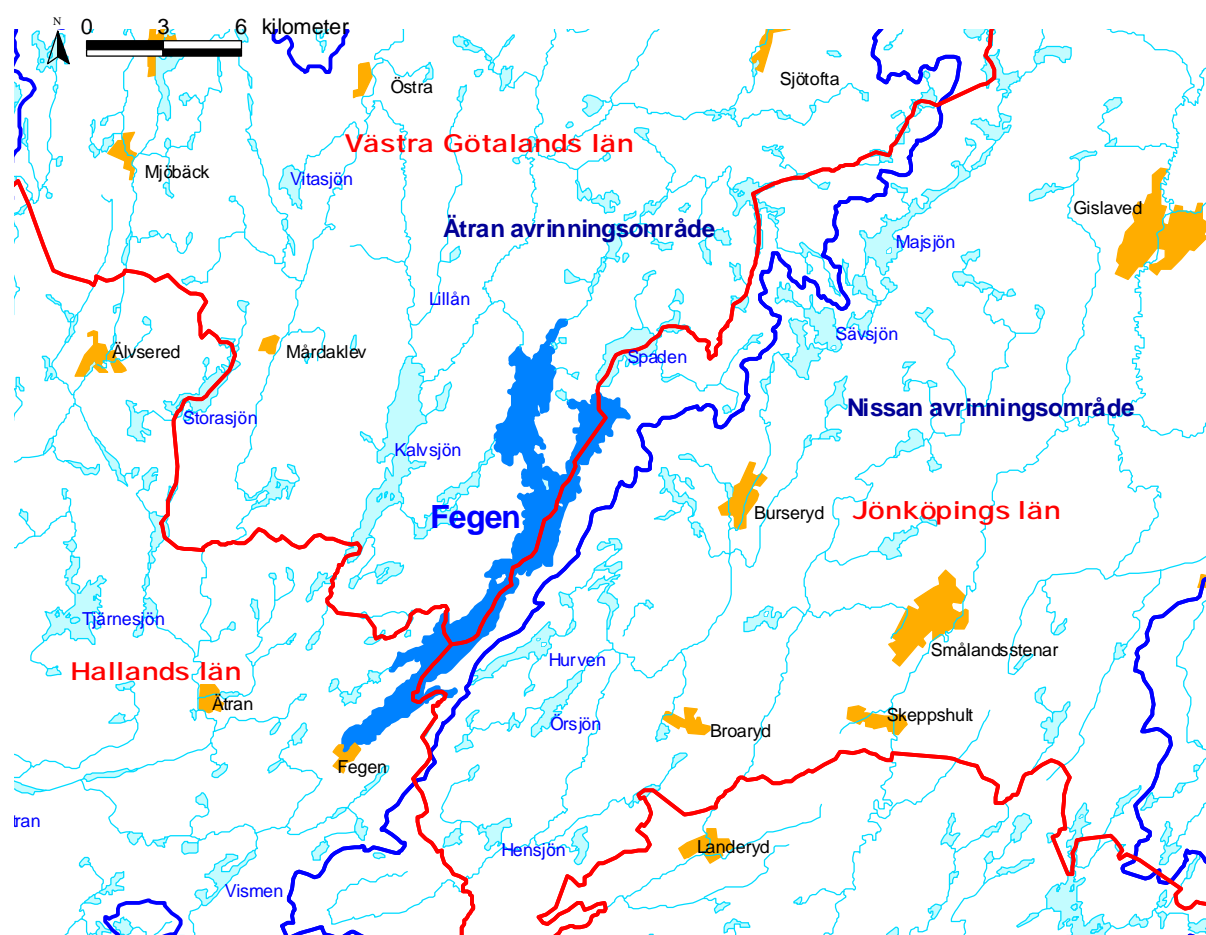 N
0 3 6 kilometer
Östra
Sjötofta
Västra Götalands län
Mjöbäck
Vitasjön
Gislaved
Ätran avrinningsområde
Majsjön
Lillån
Sävsjön
Älvsered
Mårdaklev
Spaden
Storasjön
Nissan avrinningsområde
Kalvsjön
Fegen
Burseryd
Jönköpings län
Tjärnesjön
Hallands län
Hurven
Smålandsstenar
Ätran
Örsjön
Broaryd
Skeppshult
Fegen
tran
Hensjön
Landeryd
Vismen